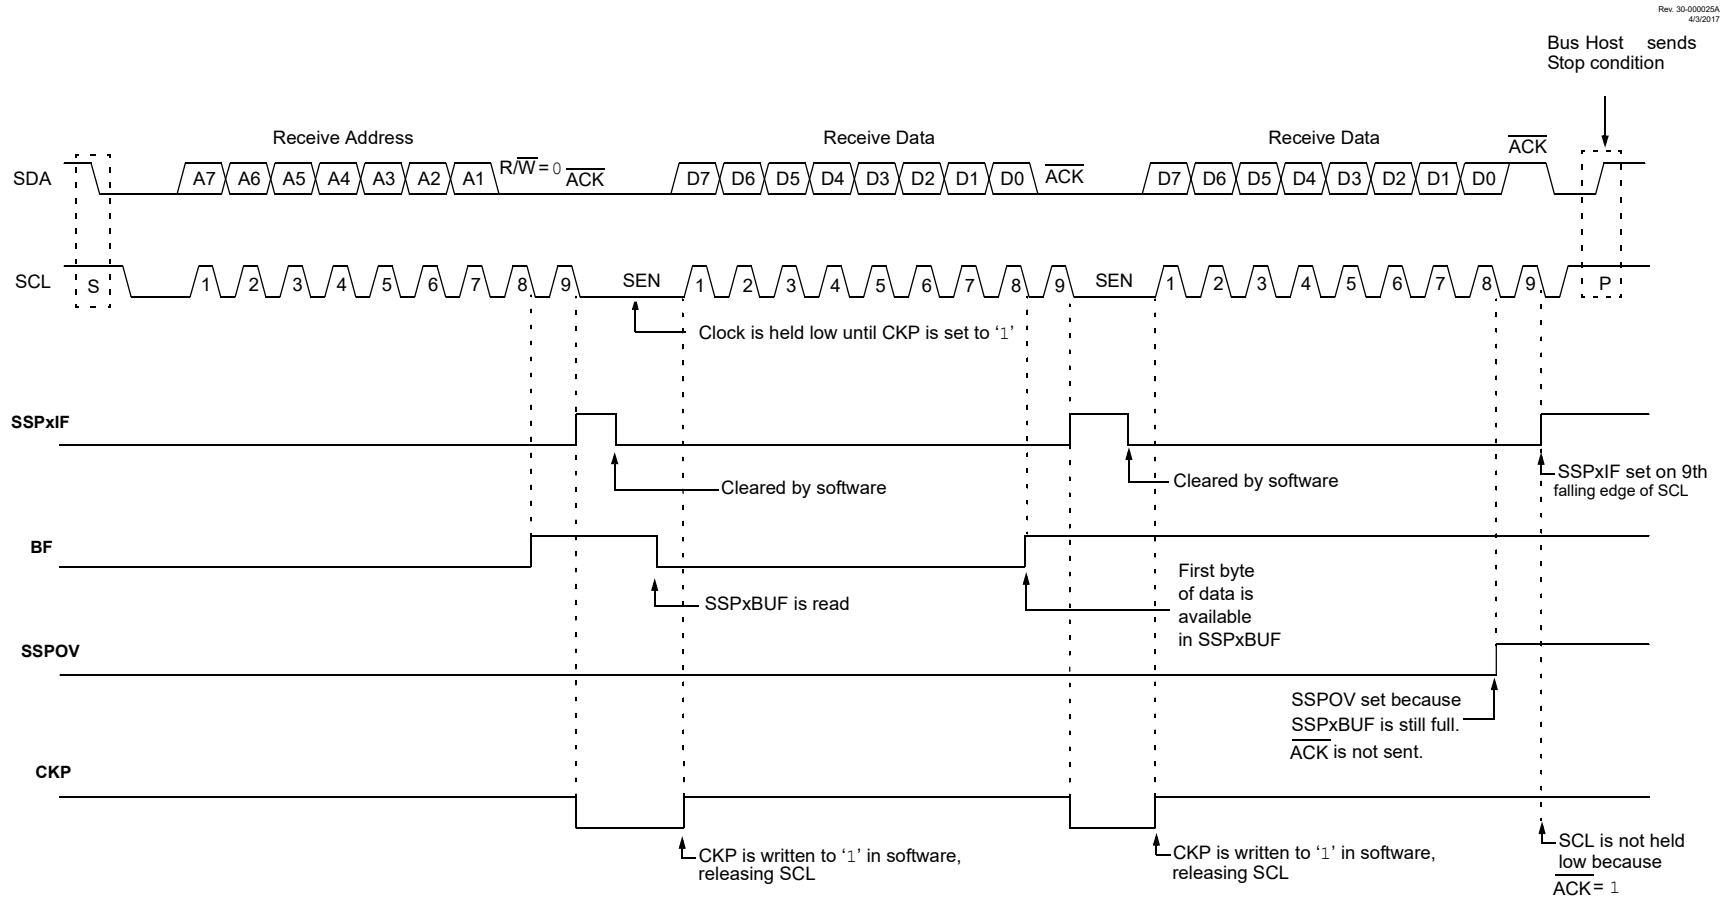 Rev. 30-000025A
4/3/2017
Bus Host sends
Stop condition
Receive Address
Receive Data
Receive Data
ACK
SDA
A7 A6 A5 A4 A3 A2 A1 R/W = 0 ACK
D7 D6 D5 D4 D3 D2 D1 D0 ACK
D7 D6 D5 D4 D3 D2 D1 D0
SCL
S
1 2 3 4 5 6 7 8 9 SEN
1 2 3 4 5 6 7 8 9 SEN
1 2 3 4 5 6 7 8 9 P
Clock is held low until CKP is set to ‘1’
SSPxIF
Cleared by software
Cleared by software
SSPxIF set on 9th
falling edge of SCL
BF
SSPxBUF is read
First byte
of data is
available
in SSPxBUF
SSPOV
SSPOV set because
SSPxBUF is still full.
ACK is not sent.
CKP
CKP is written to ‘1’ in software,
releasing SCL
CKP is written to ‘1’ in software,
releasing SCL
SCL is not held
low because
ACK = 1